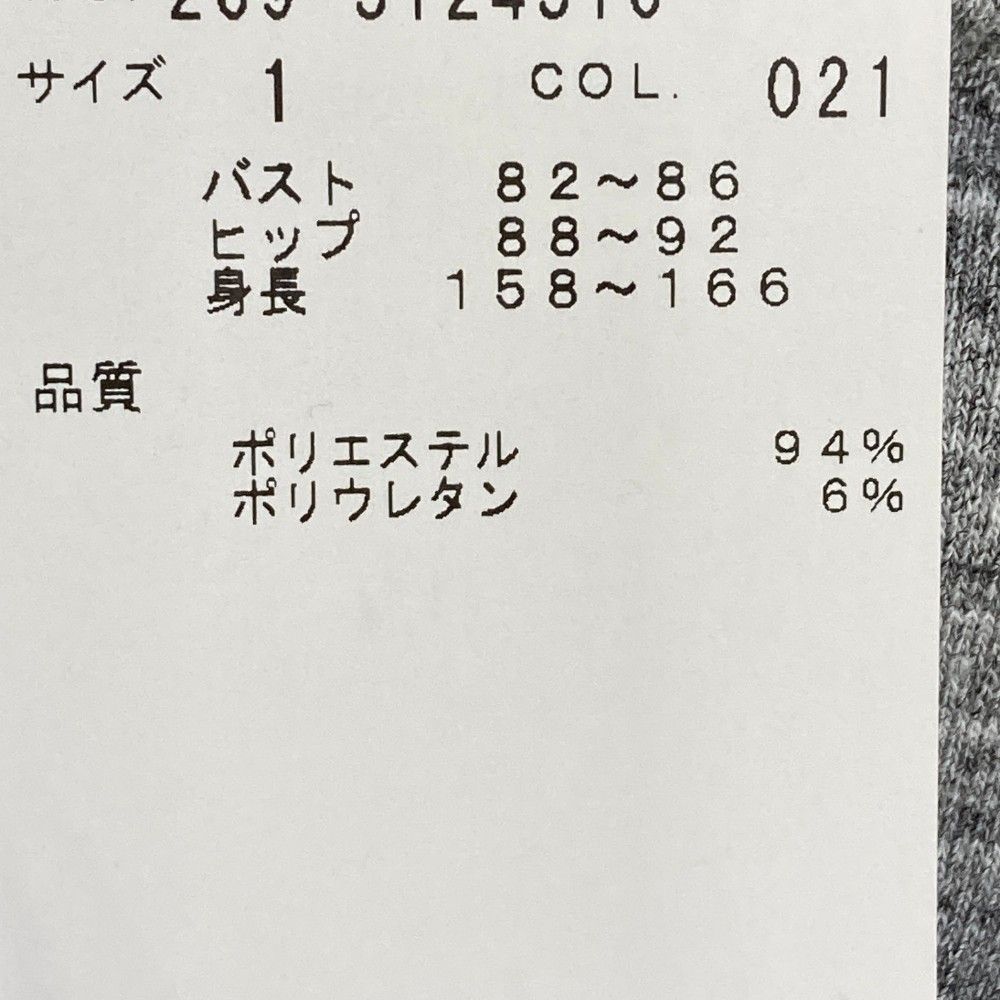 サイズ 1 COL. 021
バスト 82～86
ヒップ 88～92
身長 158～166
品質
ポリエステル 94%
ポリウレタン 6%